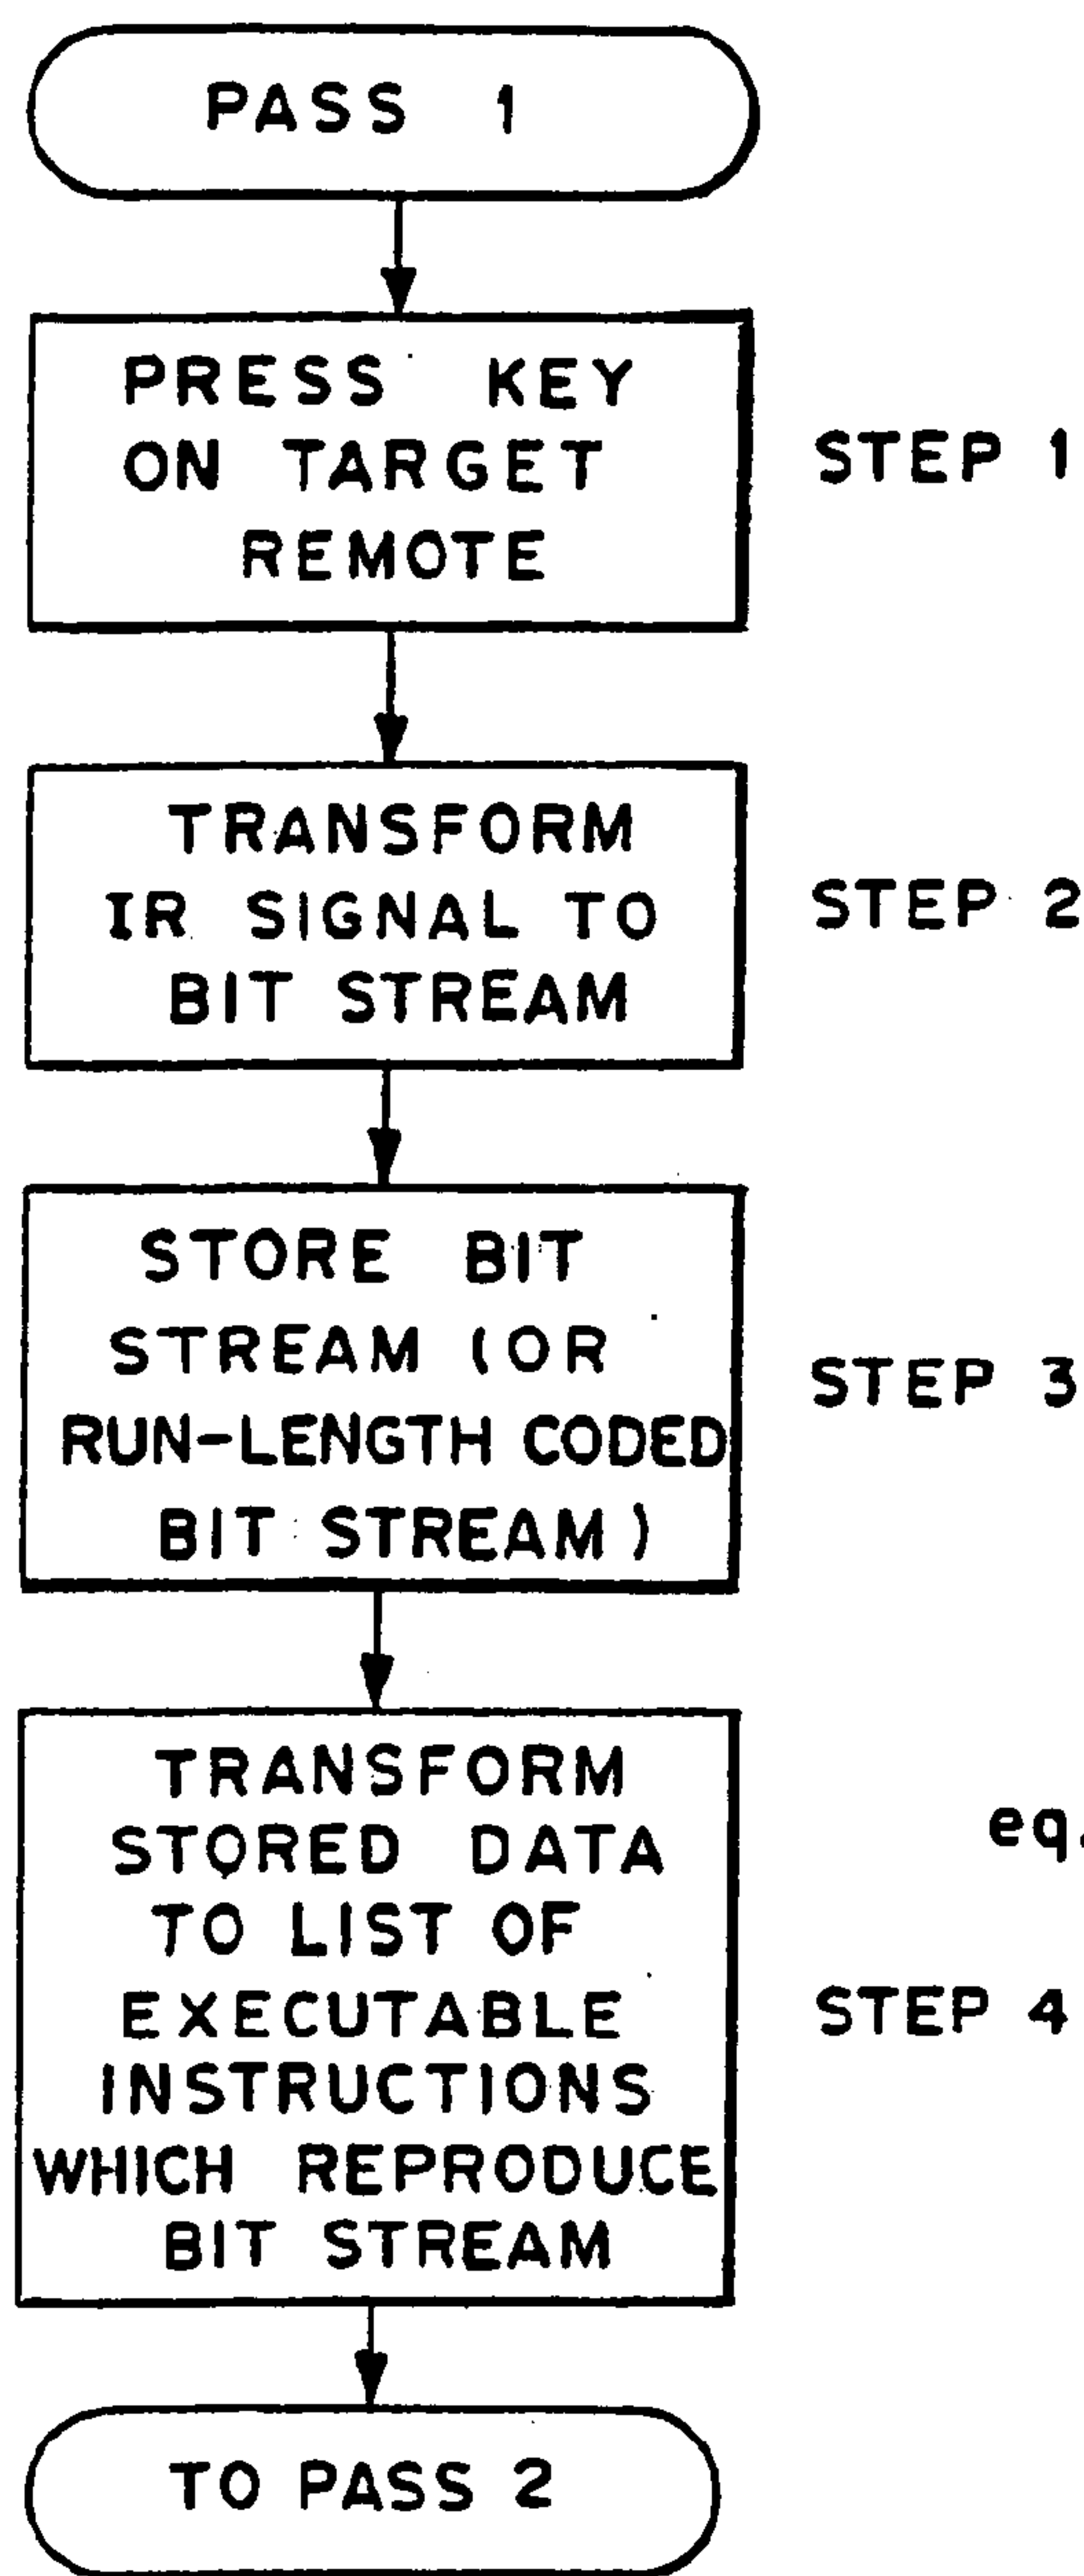 PASS 1
PRESS KEY
ON TARGET
REMOTE
STEP 1
TRANSFORM
IR SIGNAL TO
BIT STREAM
STEP 2
STORE BIT
STREAM (OR
RUN-LENGTH CODED
BIT STREAM)
STEP 3
TRANSFORM
STORED DATA
TO LIST OF
EXECUTABLE
INSTRUCTIONS
WHICH REPRODUCE
BIT STREAM
eq.
STEP 4
TO PASS 2